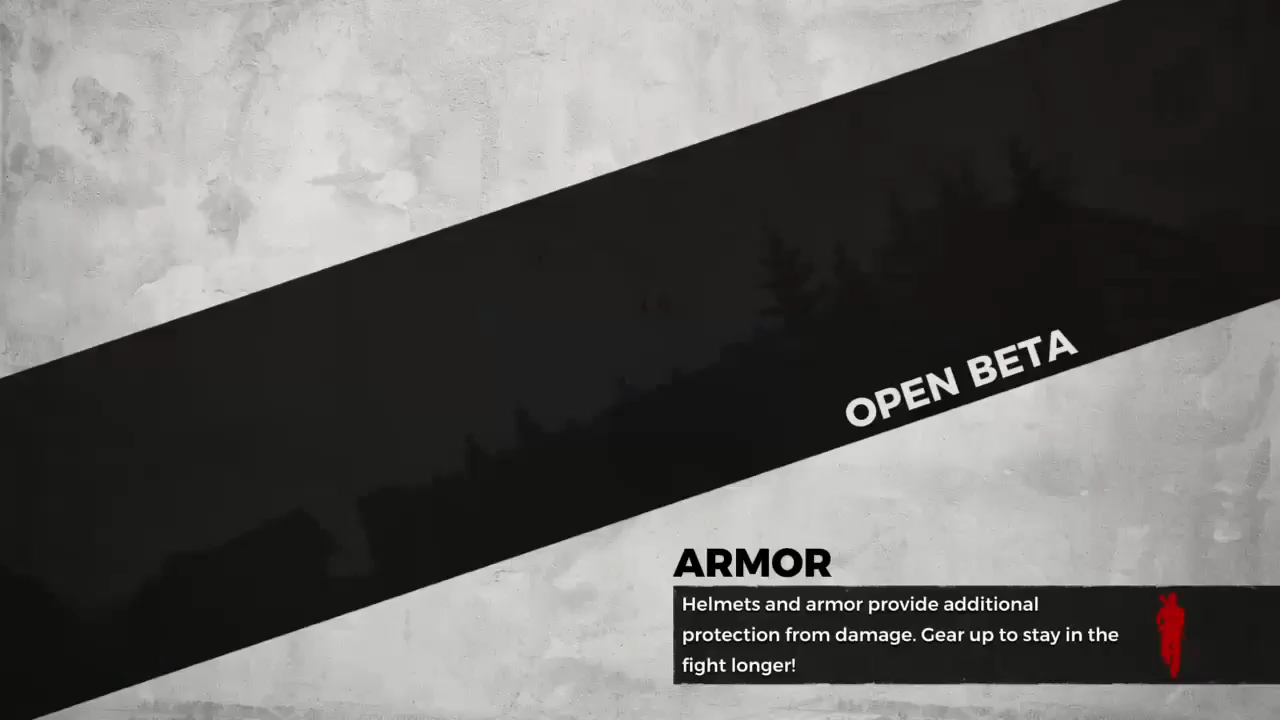 OPEN BETA
ARMOR
Helmets and armor provide additional
protection from damage. Gear up to stay in the
fight longer!